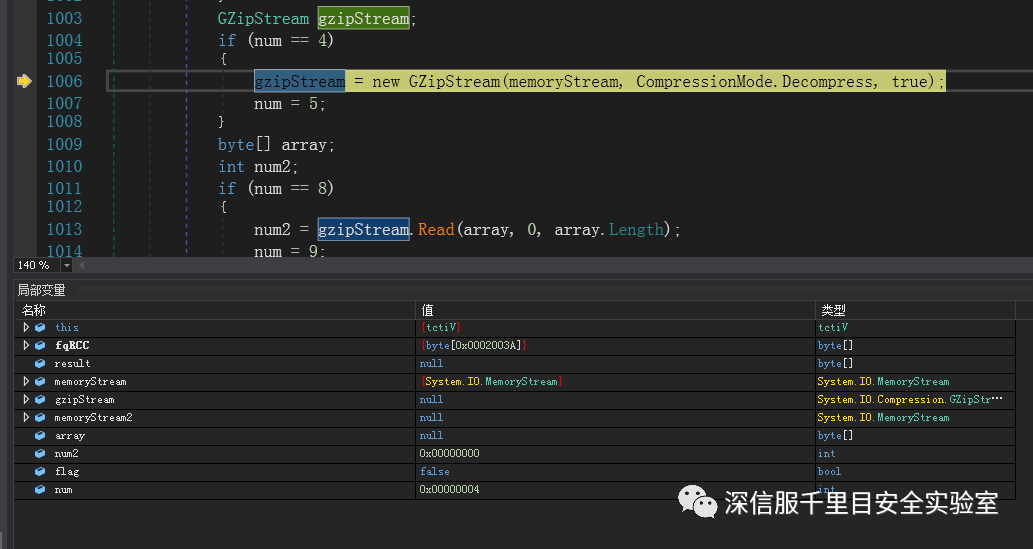 1003 GZipStream gzipStream;
1004 if (num == 4)
1005 {
1006 gzipStream = new GZipStream(memoryStream, CompressionMode.Decompress, true);
1007 num = 5;
1008 }
1009 byte[] array;
1010 int num2;
1011 if (num == 8)
1012 {
1013 num2 = gzipStream.Read(array, 0, array.Length);
1014 num = 9;
140 %
局部变量
名称 值 类型
this {tctiV} tctiV
fqRCC {byte[0x0002003A]} byte[]
result null byte[]
memoryStream {System.IO.MemoryStream} System.IO.MemoryStream
gzipStream null System.IO.Compression.GZipStr...
memoryStream2 null System.IO.MemoryStream
array null byte[]
num2 0x00000000 int
flag false bool
num 0x00000004 int
深信服千里目安全实验室